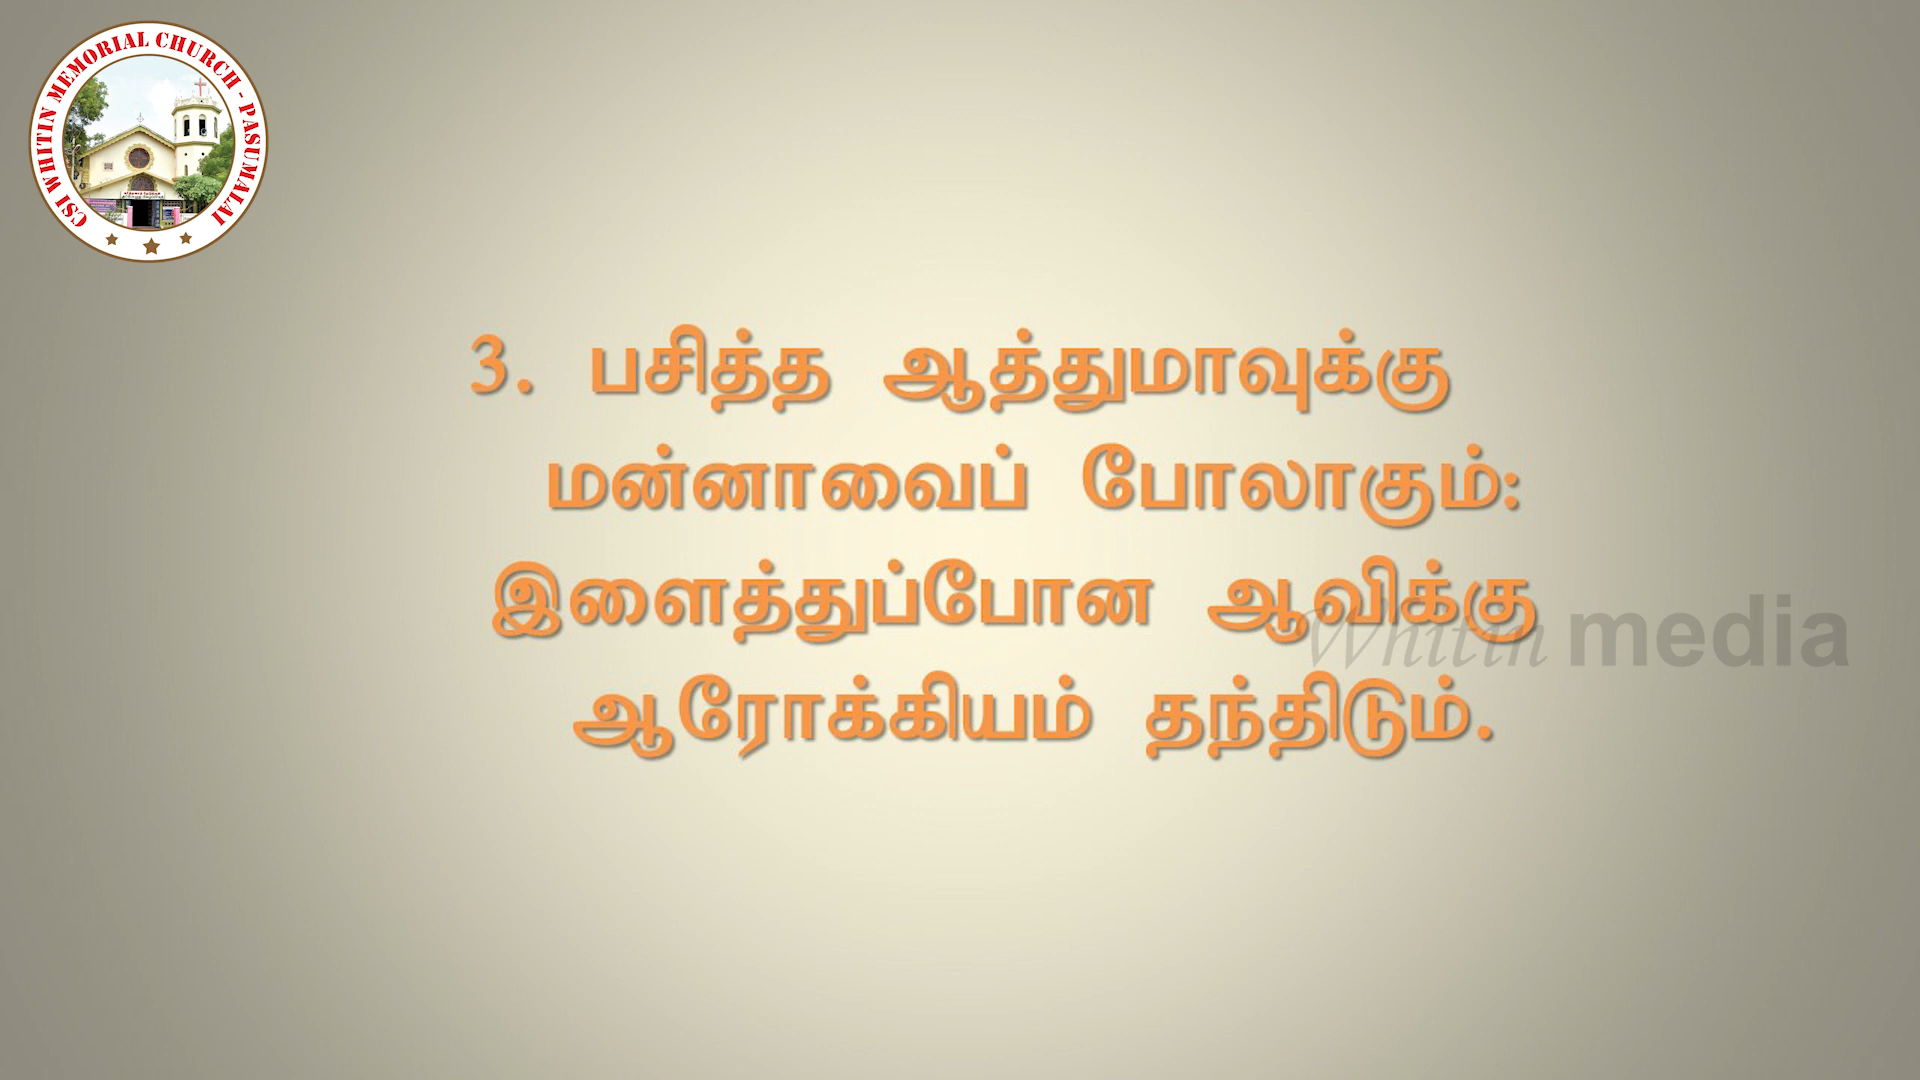 CSI WHITIN MEMORIAL CHURCH - PASUMALAI
3. பசித்த ஆத்துமாவுக்கு
மன்னாவைப் போலாகும்:
இளைத்துப்போன ஆவிக்கு
ஆரோக்கியம் தந்திடும்.
Whitin media